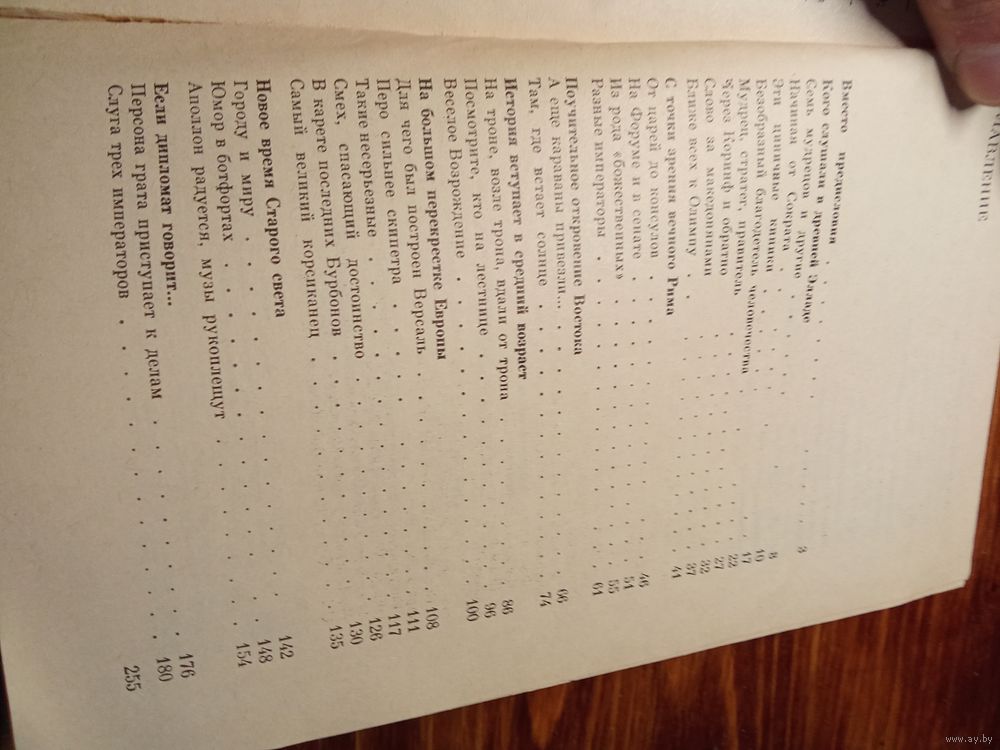 ЛАВЛЕНИЕ
Вместо предисловия . 3
Кого слушали в древней Элладе
Семь мудрецов и другие . . . . 8
Начиная от Сократа . . . . 10
Эти циничные киники . . . . 17
Безобразный благодетель человечества . 22
Мудрец, стратег, правитель . . . 27
Через Коринф и обратно . . . . 32
Слово за македонянами . . . . 37
Ближе всех к Олимпу . . . . 41
С точки зрения вечного Рима
От царей до консулов . . . . 46
На Форуме и в сенате . . . . 51
Из рода «божественных» . . . . 55
Разные императоры . . . . 61
Поучительное откровение Востока
А еще караваны привезли... . . . . 66
Там, где встает солнце . . . . 74
История вступает в средний возраст
На троне, возле трона, вдали от трона . . . . 86
Посмотрите, кто на лестнице . . . . 96
Веселое Возрождение . . . . 100
На большом перекрестке Европы
Для чего был построен Версаль . . . . 108
Перо сильнее скипетра . . . . 111
Такие несерьезные . . . . 117
Смех, спасающий достоинство . . . . 126
В карете последних Бурбонов . . . . 130
Самый великий корсиканец . . . . 135
Новое время Старого света
Городу и миру . . . . 142
Юмор в ботфортах . . . . 148
Аполлон радуется, музы рукоплещут . . . . 154
Если дипломат говорит...
Персона грата приступает к делам . . . . 176
Слуга трех императоров . . . . 180
255
www.ay.by